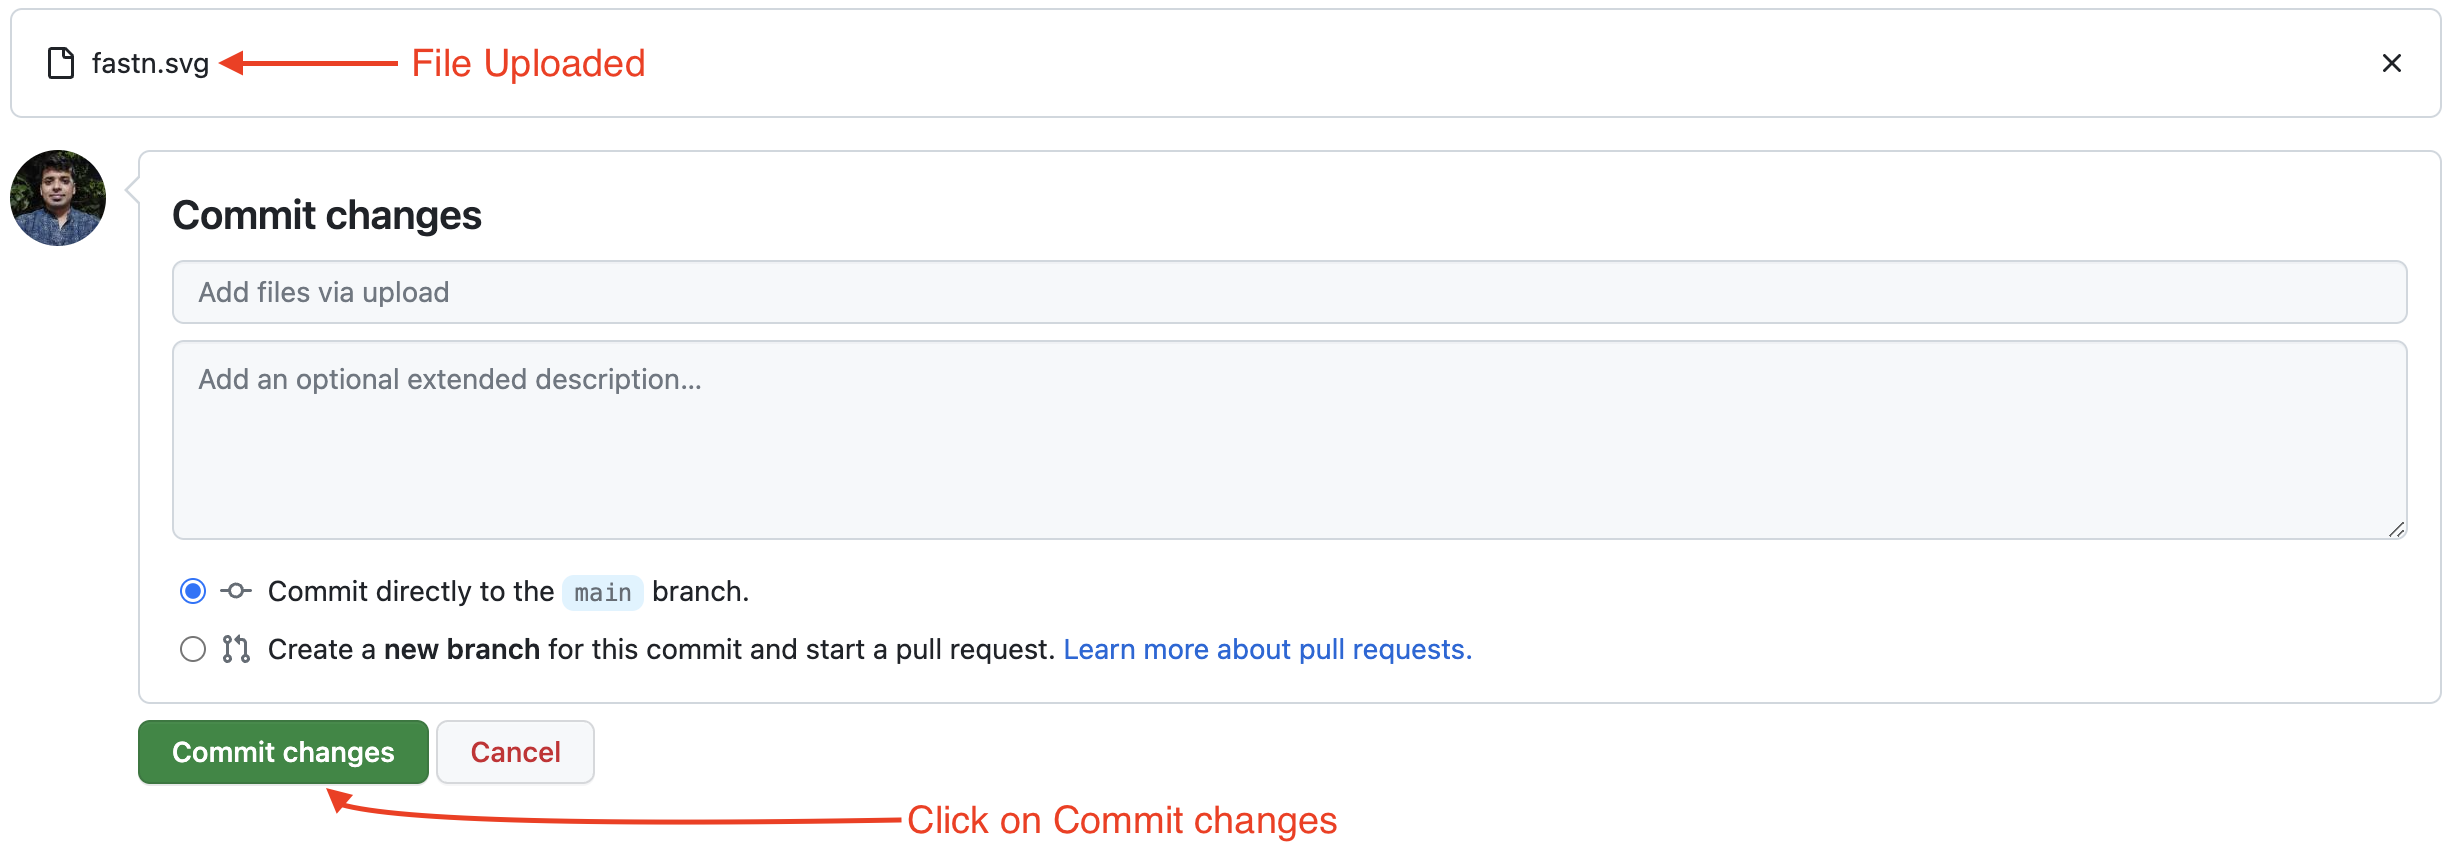 fastn.svg File Uploaded
Commit changes
Add files via upload
Add an optional extended description...
Commit directly to the main branch.
Create a new branch for this commit and start a pull request. Learn more about pull requests.
Commit changes Cancel
Click on Commit changes